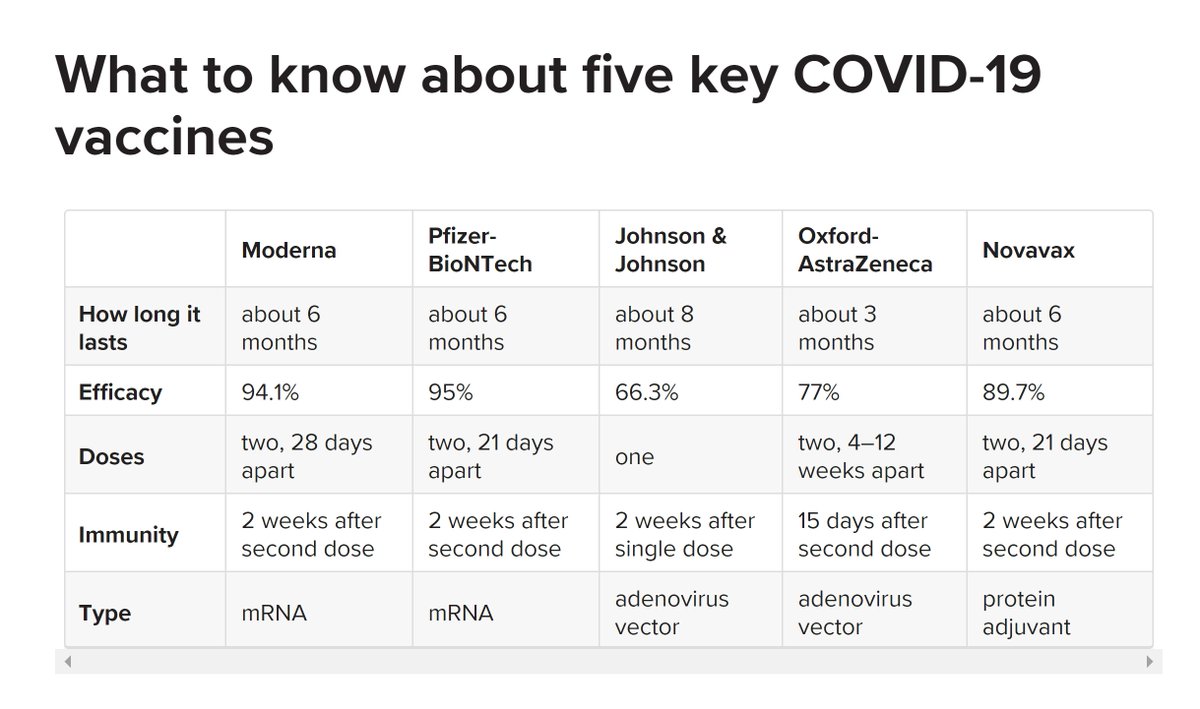 What to know about five key COVID-19
vaccines
Moderna
Pfizer-
BioNTech
Johnson &
Johnson
Oxford-
AstraZeneca
Novavax
How long it
lasts
about 6
months
about 6
months
about 8
months
about 3
months
about 6
months
Efficacy
94.1%
95%
66.3%
77%
89.7%
Doses
two, 28 days
apart
two, 21 days
apart
one
two, 4–12
weeks apart
two, 21 days
apart
Immunity
2 weeks after
second dose
2 weeks after
second dose
2 weeks after
single dose
15 days after
second dose
2 weeks after
second dose
Type
mRNA
mRNA
adenovirus
vector
adenovirus
vector
protein
adjuvant